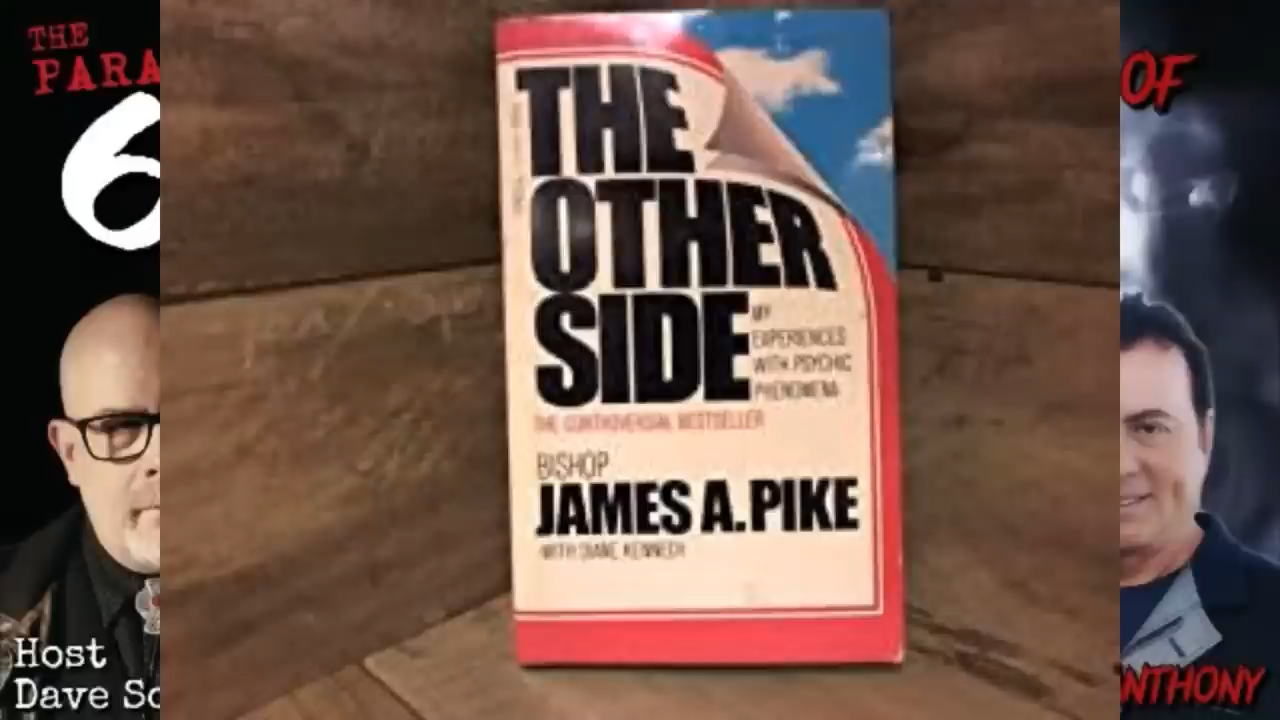 THE
PARA
6
Host
Dave Sc
THE
OTHER
SIDE
MY
EXPERIENCES
WITH PSYCHIC
PHENOMENA
THE CONTROVERSIAL BESTSELLER
BISHOP
JAMES A. PIKE
WITH DIANE KENNEDY
OF
NTHONY